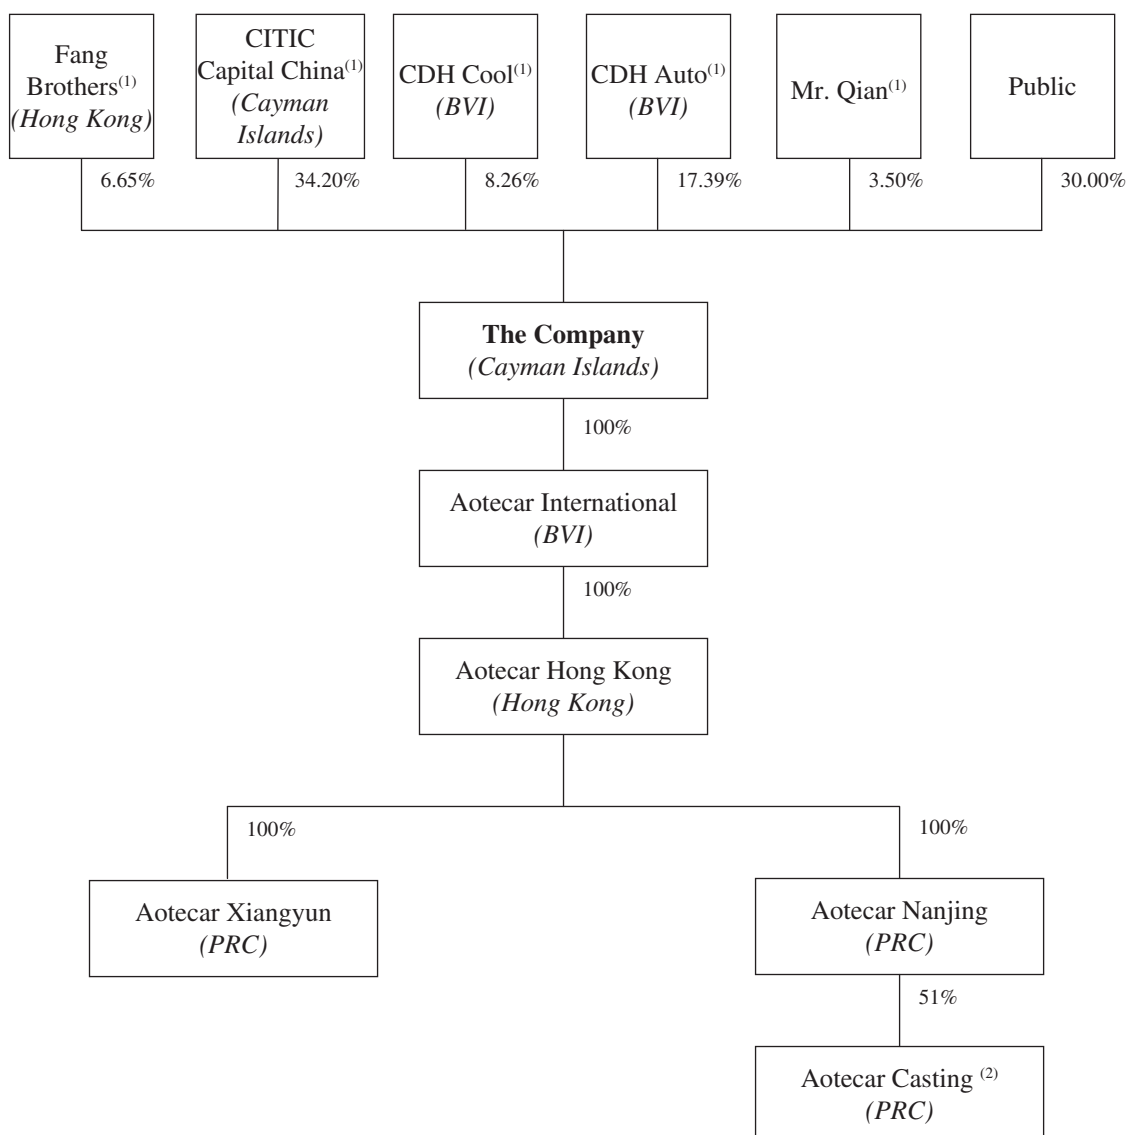 Fang
Brothers(1)
(Hong Kong)
CITIC
Capital China(1)
(Cayman
Islands)
CDH Cool(1)
(BVI)
CDH Auto(1)
(BVI)
Mr. Qian(1)
Public
6.65%
34.20%
8.26%
17.39%
3.50%
30.00%
The Company
(Cayman Islands)
100%
Aotecar International
(BVI)
100%
Aotecar Hong Kong
(Hong Kong)
100%
100%
Aotecar Xiangyun
(PRC)
Aotecar Nanjing
(PRC)
51%
Aotecar Casting (2)
(PRC)